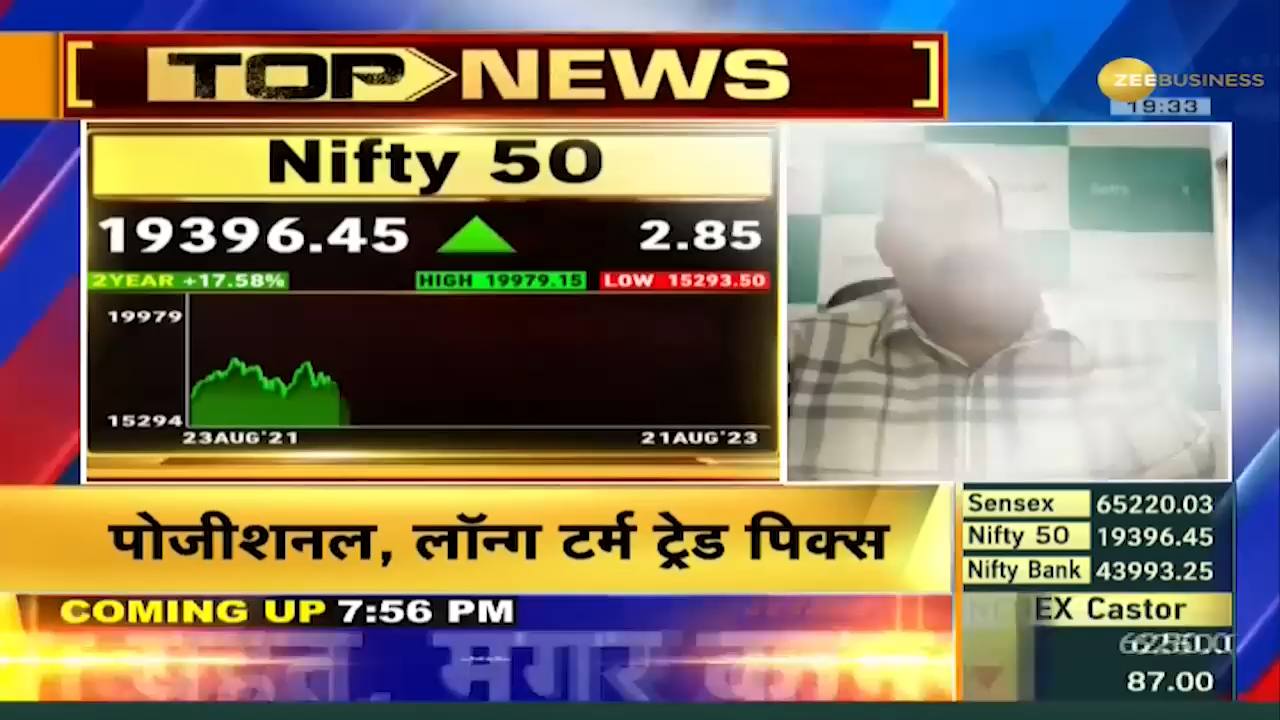 TOP NEWS
ZEEBUSINESS
19:33
Nifty 50
19396.45 2.85
2YEAR +17.58% HIGH 19979.15 LOW 15293.50
19979
15294
23AUG'21 21AUG'23
पोजीशनल, लॉन्ग टर्म ट्रेड पिक्स
Sensex 65220.03
Nifty 50 19396.45
Nifty Bank 43993.25
COMING UP 7:56 PM
EX Castor
87.00